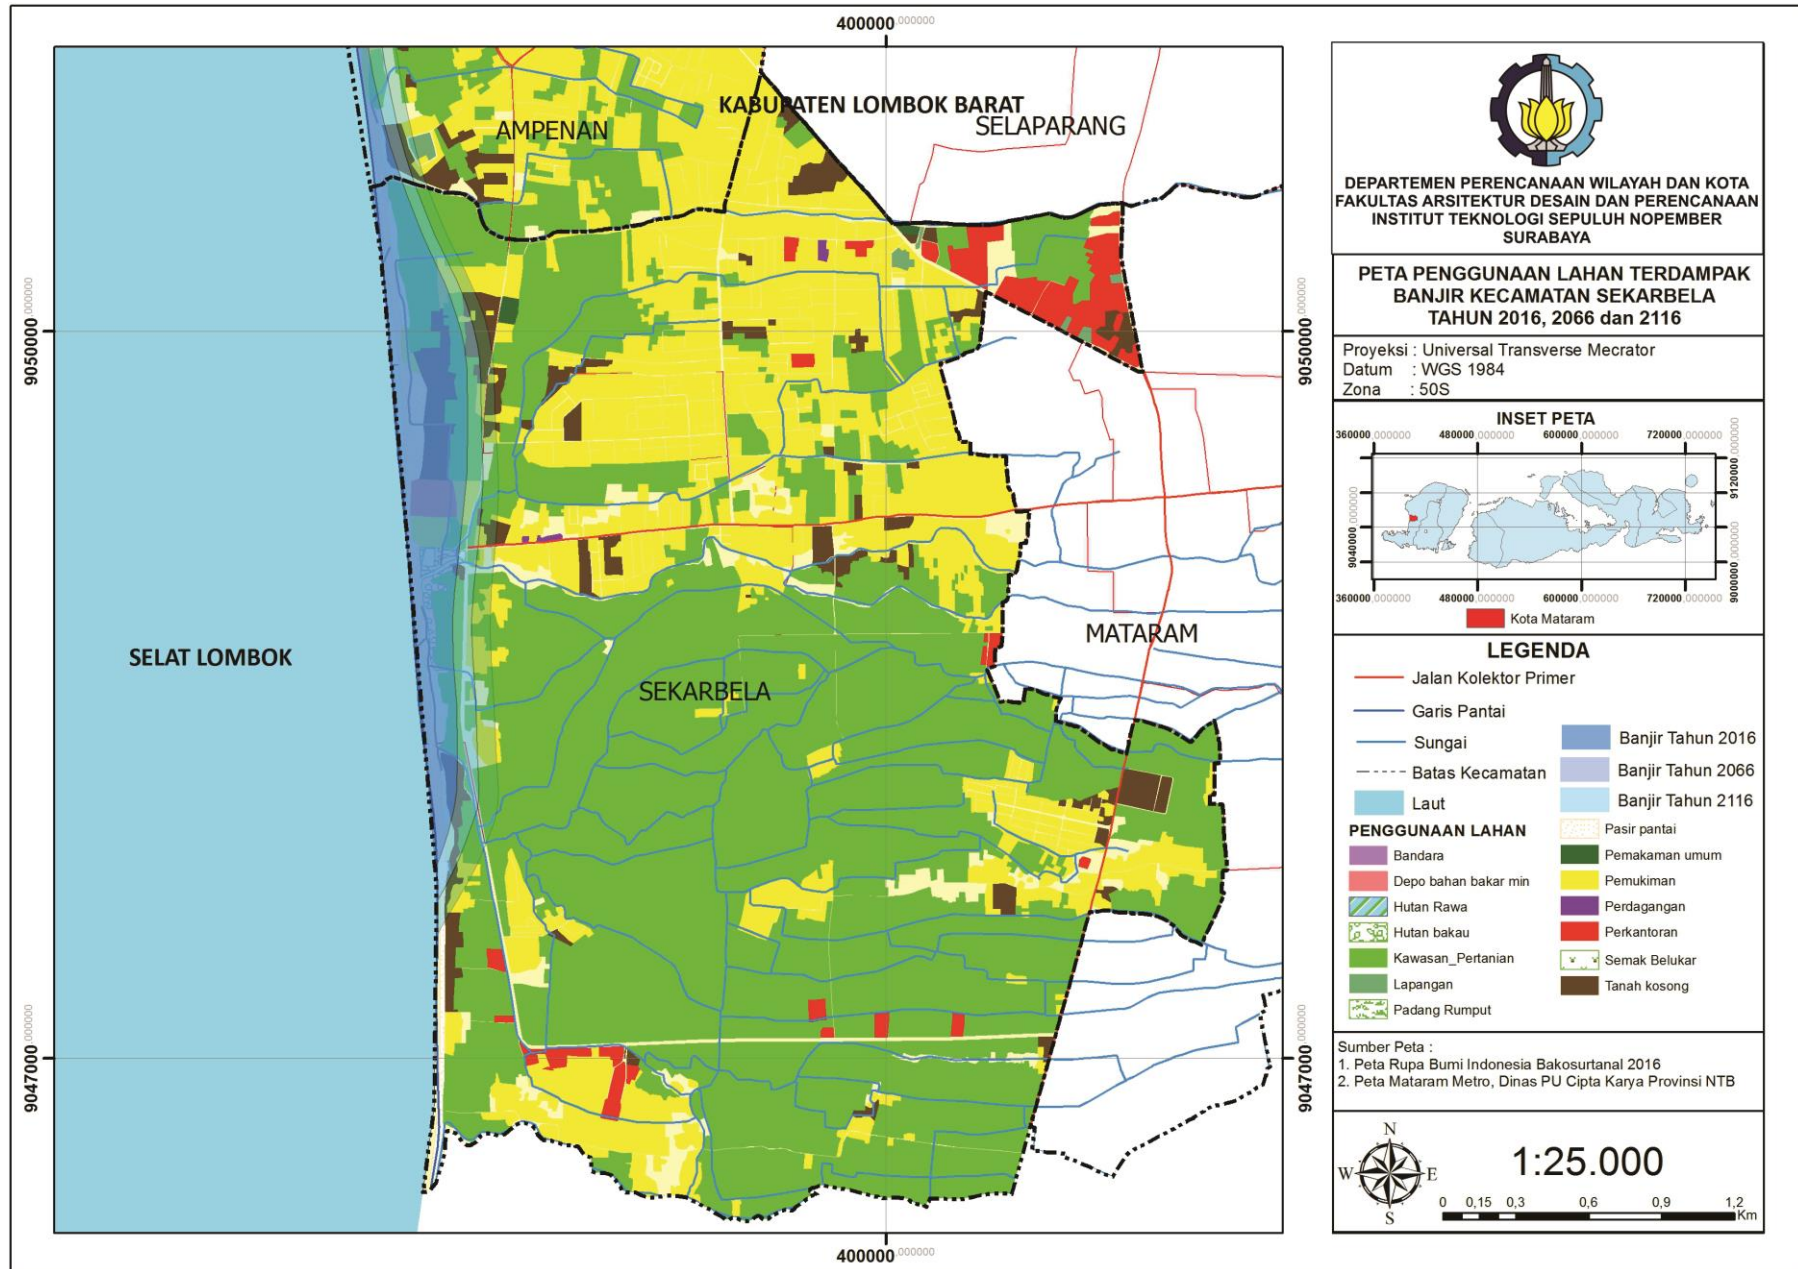 400000,000000
KABUPATEN LOMBOK BARAT
SELAPARANG
AMPENAN
9050000,000000
9050000,000000
SELAT LOMBOK
SEKARBELA
MATARAM
9047000,000000
9047000,000000
400000,000000
DEPARTEMEN PERENCANAAN WILAYAH DAN KOTA
FAKULTAS ARSITEKTUR DESAIN DAN PERENCANAAN
INSTITUT TEKNOLOGI SEPULUH NOPEMBER
SURABAYA
PETA PENGGUNAAN LAHAN TERDAMPAK
BANJIR KECAMATAN SEKARBELA
TAHUN 2016, 2066 dan 2116
Proyeksi : Universal Transverse Mecrator
Datum : WGS 1984
Zona : 50S
INSET PETA
360000,000000 480000,000000 600000,000000 720000,000000
9120000,000000
9040000,000000
9000000,000000
360000,000000 480000,000000 600000,000000 720000,000000
Kota Mataram
LEGENDA
Jalan Kolektor Primer
Garis Pantai
Sungai
Batas Kecamatan
Laut
Banjir Tahun 2016
Banjir Tahun 2066
Banjir Tahun 2116
PENGGUNAAN LAHAN
Bandara
Depo bahan bakar min
Hutan Rawa
Hutan bakau
Kawasan_Pertanian
Lapangan
Padang Rumput
Pasir pantai
Pemakaman umum
Pemukiman
Perdagangan
Perkantoran
Semak Belukar
Tanah kosong
Sumber Peta :
1. Peta Rupa Bumi Indonesia Bakosurtanal 2016
2. Peta Mataram Metro, Dinas PU Cipta Karya Provinsi NTB
N
W E
S
1:25.000
0 0,15 0,3 0,6 0,9 1,2
Km